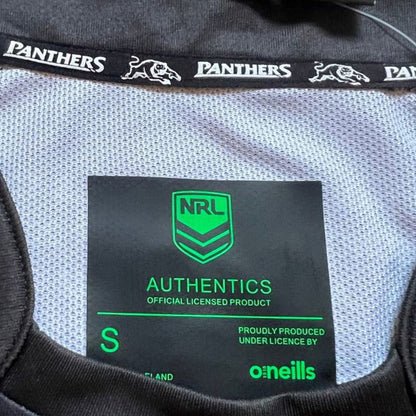 PANTHERS PANTHERS PANTHERS
NRL
AUTHENTICS
OFFICIAL LICENSED PRODUCT
S
PROUDLY PRODUCED
UNDER LICENCE BY
o'neills